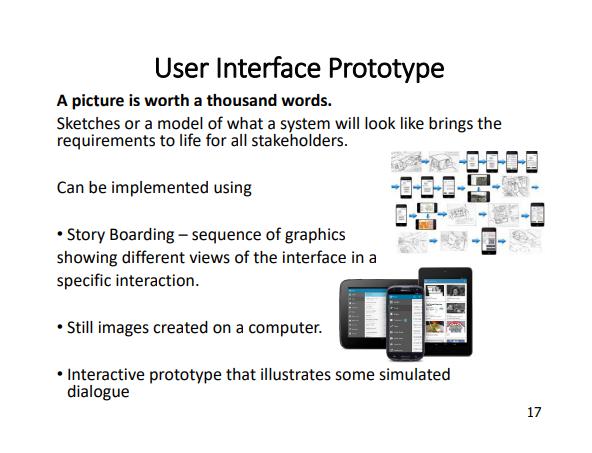 User Interface Prototype
A picture is worth a thousand words.
Sketches or a model of what a system will look like brings the
requirements to life for all stakeholders.
Can be implemented using
• Story Boarding – sequence of graphics
showing different views of the interface in a
specific interaction.
• Still images created on a computer.
• Interactive prototype that illustrates some simulated
dialogue
17